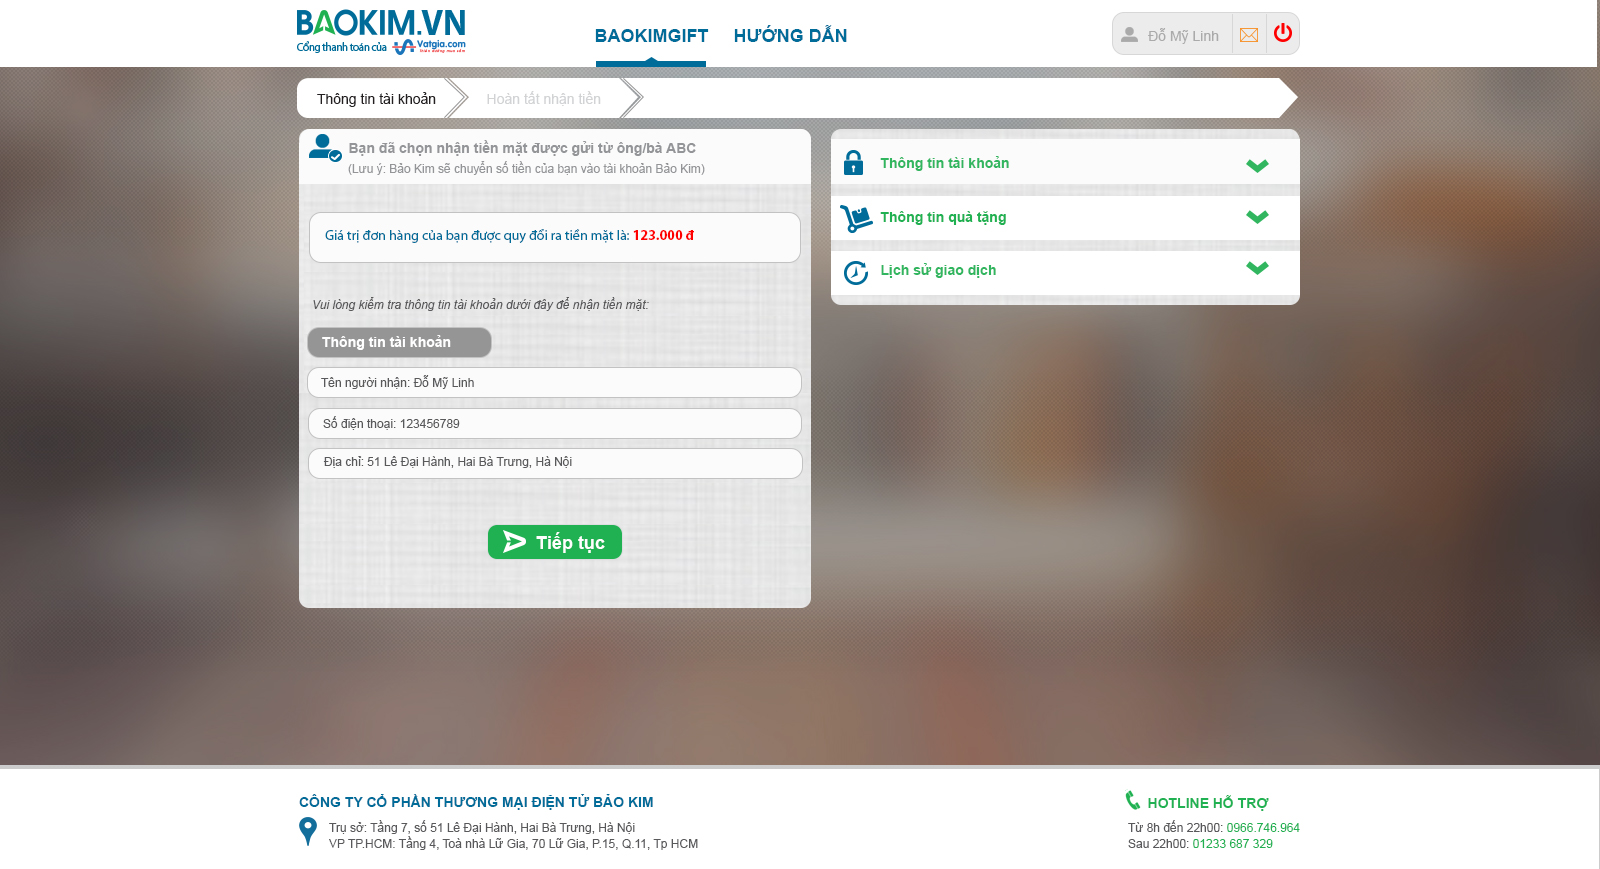 BAOKIM.VN
Cổng thanh toán của Vatgia.com
BAOKIMGIFT
HƯỚNG DẪN
Đỗ Mỹ Linh
Thông tin tài khoản
Hoàn tất nhận tiền
Bạn đã chọn nhận tiền mặt được gửi từ ông/bà ABC
(Lưu ý: Bảo Kim sẽ chuyển số tiền của bạn vào tài khoản Bảo Kim)
Giá trị đơn hàng của bạn được quy đổi ra tiền mặt là: 123.000 đ
Vui lòng kiểm tra thông tin tài khoản dưới đây để nhận tiền mặt:
Thông tin tài khoản
Tên người nhận: Đỗ Mỹ Linh
Số điện thoại: 123456789
Địa chỉ: 51 Lê Đại Hành, Hai Bà Trưng, Hà Nội
Tiếp tục
Thông tin tài khoản
Thông tin quà tặng
Lịch sử giao dịch
CÔNG TY CỔ PHẦN THƯƠNG MẠI ĐIỆN TỬ BẢO KIM
Trụ sở: Tầng 7, số 51 Lê Đại Hành, Hai Bà Trưng, Hà Nội
VP TP.HCM: Tầng 4, Toà nhà Lữ Gia, 70 Lữ Gia, P.15, Q.11, Tp HCM
HOTLINE HỖ TRỢ
Từ 8h đến 22h00: 0966.746.964
Sau 22h00: 01233 687 329